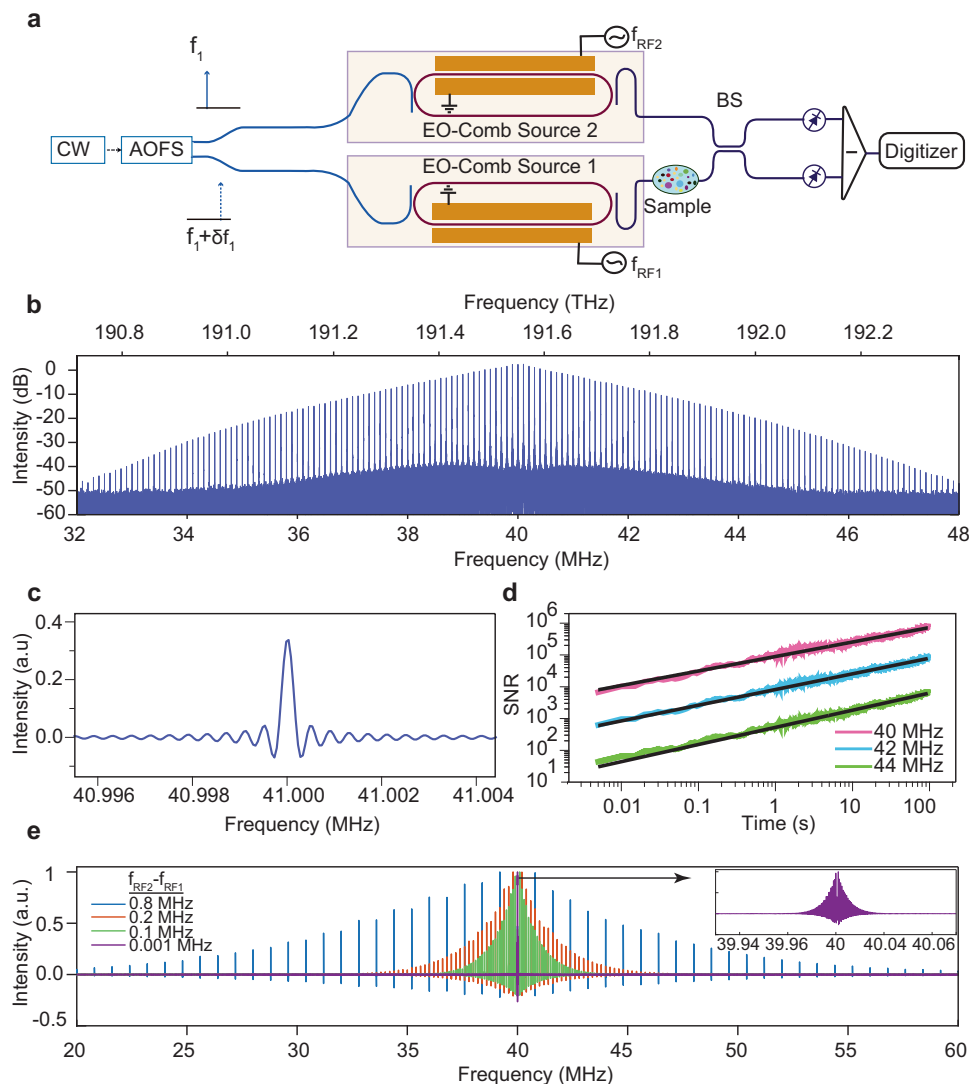 a
f1
fRF2
BS
EO-Comb Source 2
CW
AOFS
EO-Comb Source 1
Digitizer
Sample
f1+δf1
fRF1
b
Frequency (THz)
190.8 191.0 191.2 191.4 191.6 191.8 192.0 192.2
Intensity (dB)
0
-10
-20
-30
-40
-50
-60
32 34 36 38 40 42 44 46 48
Frequency (MHz)
c
Intensity (a.u)
0.4
0.2
0.0
40.996 40.998 41.000 41.002 41.004
Frequency (MHz)
d
SNR
10^6
10^5
10^4
10^3
10^2
10^1
1
40 MHz
42 MHz
44 MHz
0.01 0.1 1 10 100
Time (s)
e
Intensity (a.u.)
1
0.5
0.0
-0.5
fRF2-fRF1
0.8 MHz
0.2 MHz
0.1 MHz
0.001 MHz
39.94 39.96 40 40.04 40.06
20 25 30 35 40 45 50 55 60
Frequency (MHz)